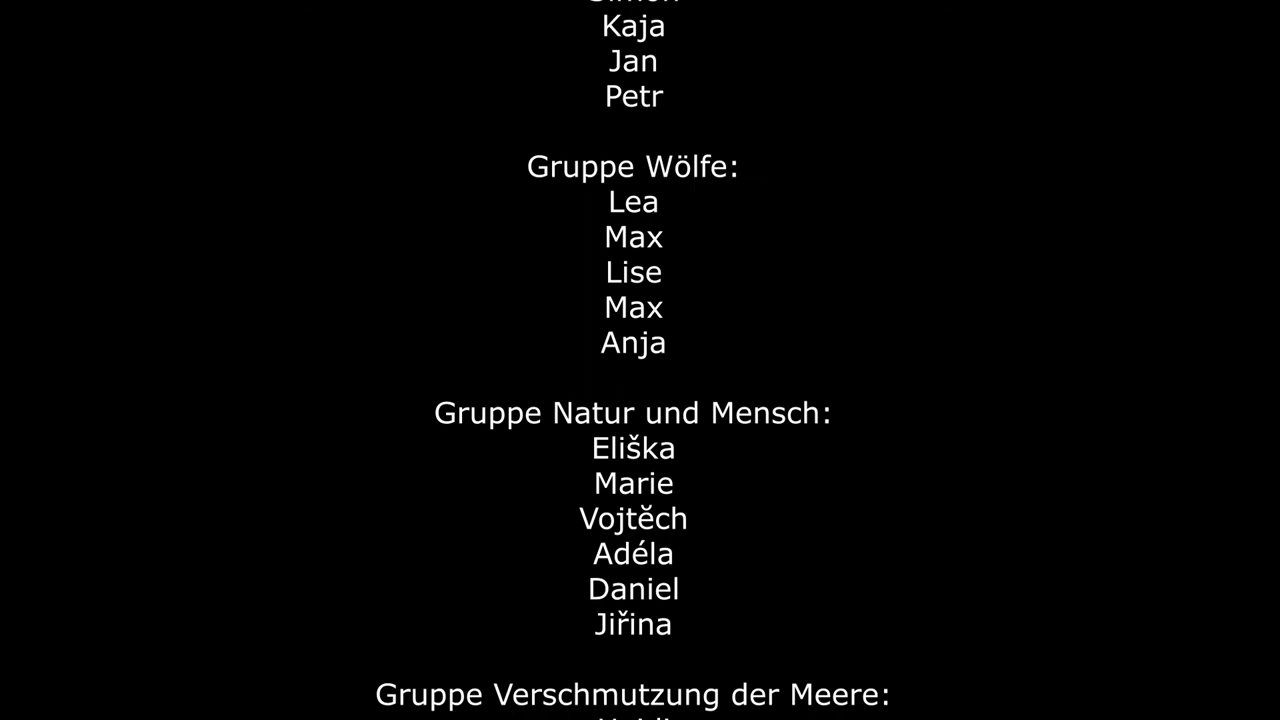 Kaja
Jan
Petr
Gruppe Wölfe:
Lea
Max
Lise
Max
Anja
Gruppe Natur und Mensch:
Eliška
Marie
Vojtĕch
Adéla
Daniel
Jiřina
Gruppe Verschmutzung der Meere: